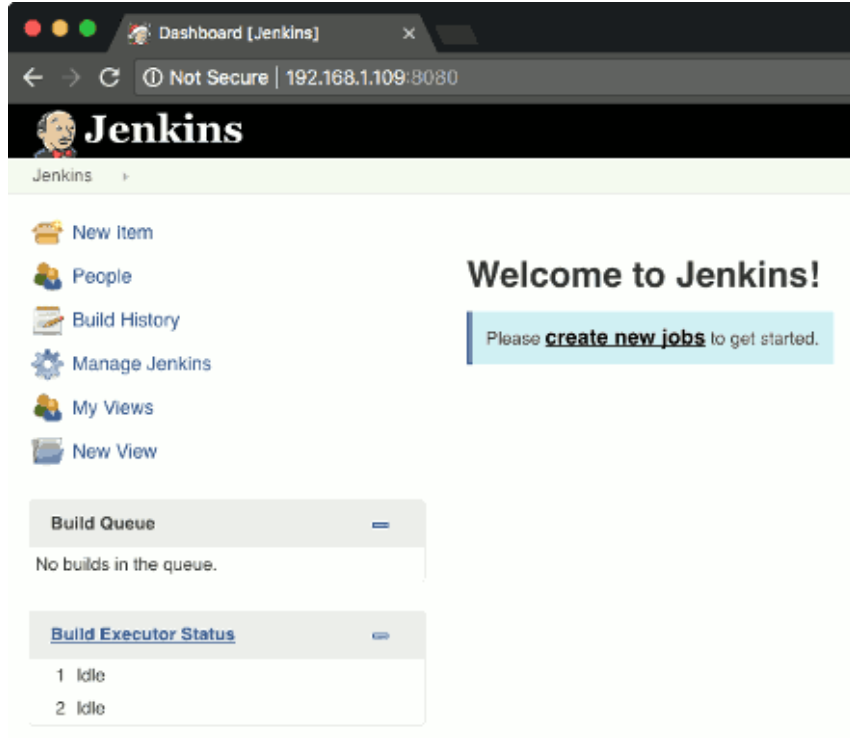 Dashboard [Jenkins]
Not Secure | 192.168.1.109:8080
Jenkins
Jenkins
New Item
People
Build History
Manage Jenkins
My Views
New View
Welcome to Jenkins!
Please create new jobs to get started.
Build Queue
No builds in the queue.
Build Executor Status
1 Idle
2 Idle